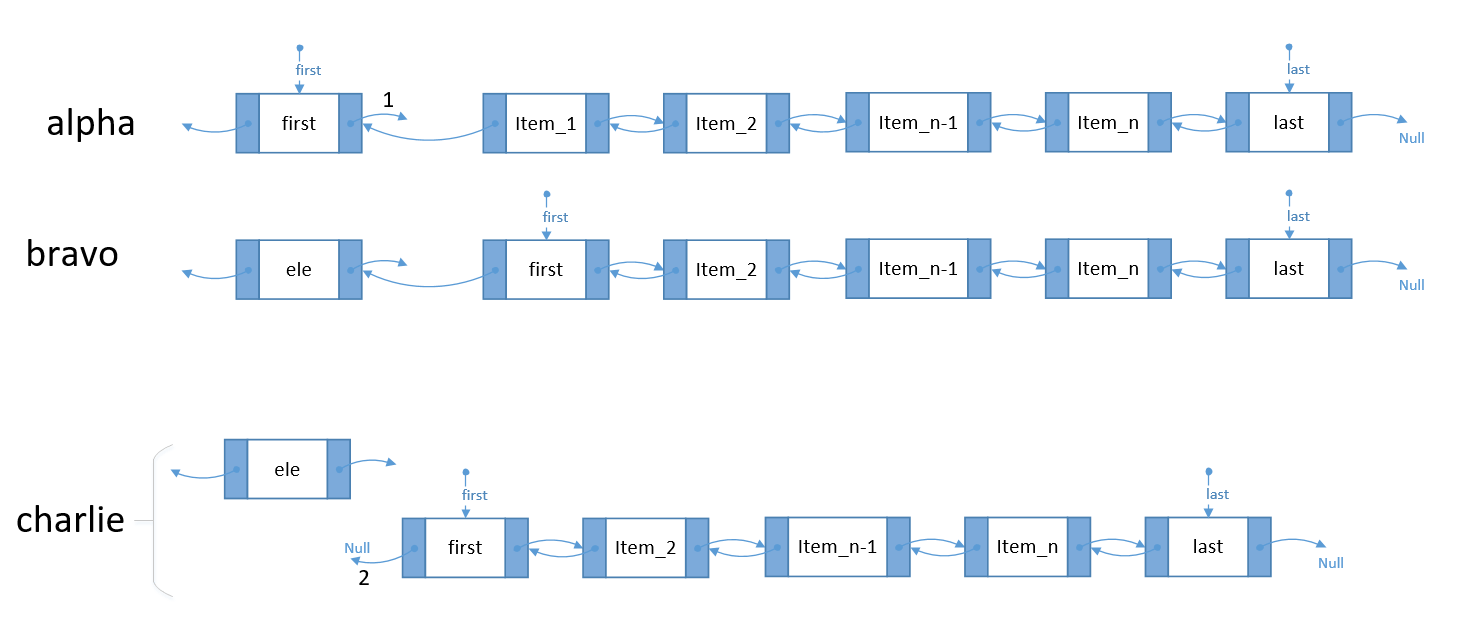 first last
1
alpha first Item_1 Item_2 Item_n-1 Item_n last Null
first last
bravo ele first Item_2 Item_n-1 Item_n last Null
ele
first last
charlie Null first Item_2 Item_n-1 Item_n last Null
2